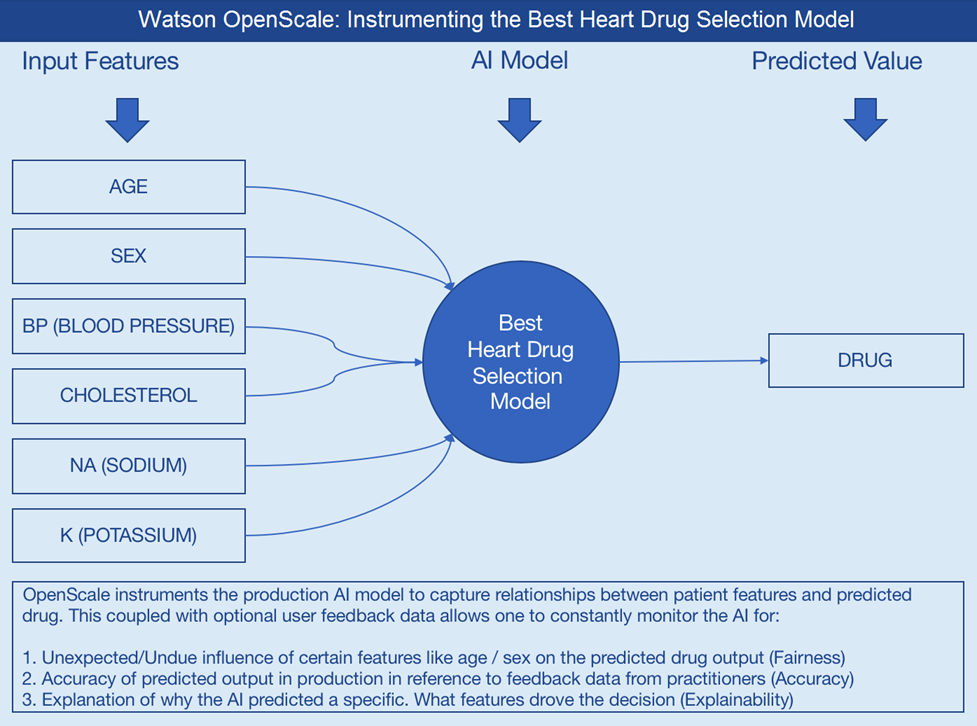 Watson OpenScale: Instrumenting the Best Heart Drug Selection Model
Input Features
AI Model
Predicted Value
AGE
SEX
BP (BLOOD PRESSURE)
CHOLESTEROL
NA (SODIUM)
K (POTASSIUM)
Best
Heart Drug
Selection
Model
DRUG
OpenScale instruments the production AI model to capture relationships between patient features and predicted
drug. This coupled with optional user feedback data allows one to constantly monitor the AI for:
1. Unexpected/Undue influence of certain features like age / sex on the predicted drug output (Fairness)
2. Accuracy of predicted output in production in reference to feedback data from practitioners (Accuracy)
3. Explanation of why the AI predicted a specific. What features drove the decision (Explainability)